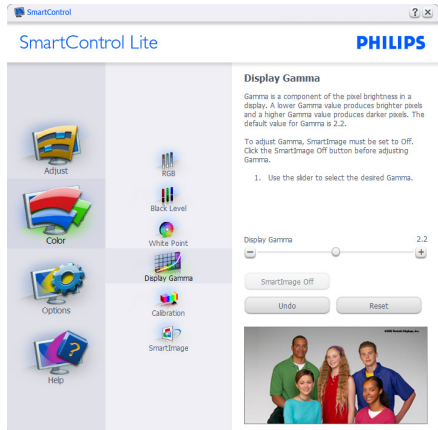 SmartControl
? ×
SmartControl Lite
PHILIPS
Display Gamma
Gamma is a component of the pixel brightness in a
display. A lower Gamma value produces brighter pixels
and a higher Gamma value produces darker pixels. The
default value for Gamma is 2.2.
To adjust Gamma, SmartImage must be set to Off.
Click the SmartImage Off button before adjusting
Gamma.
1. Use the slider to select the desired Gamma.
Adjust
Color
Options
Help
RGB
Black Level
White Point
Display Gamma
Calibration
SmartImage
Display Gamma 2.2
SmartImage Off
Undo Reset